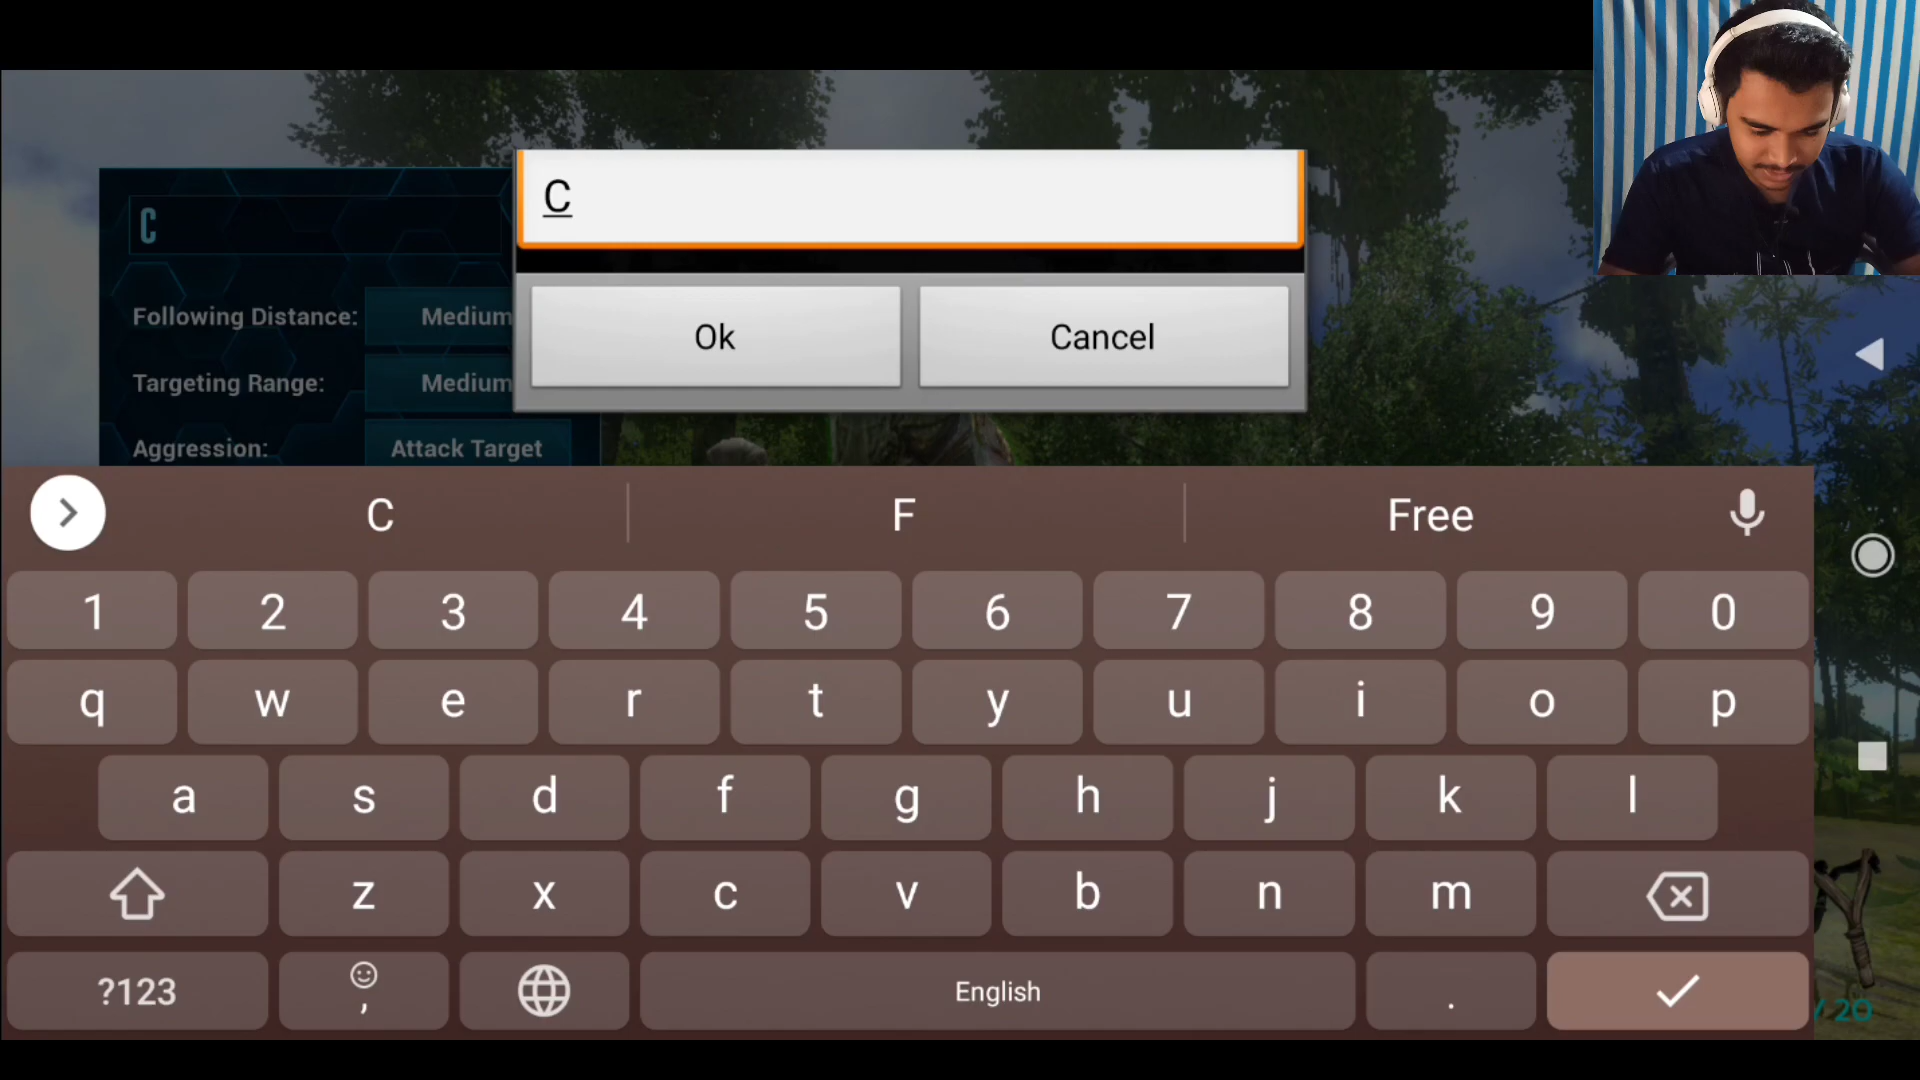 C
C
Ok Cancel
Following Distance: Medium
Targeting Range: Medium
Aggression: Attack Target
C F Free
1 2 3 4 5 6 7 8 9 0
q w e r t y u i o p
a s d f g h j k l
z x c v b n m
?123 , English .
/ 20